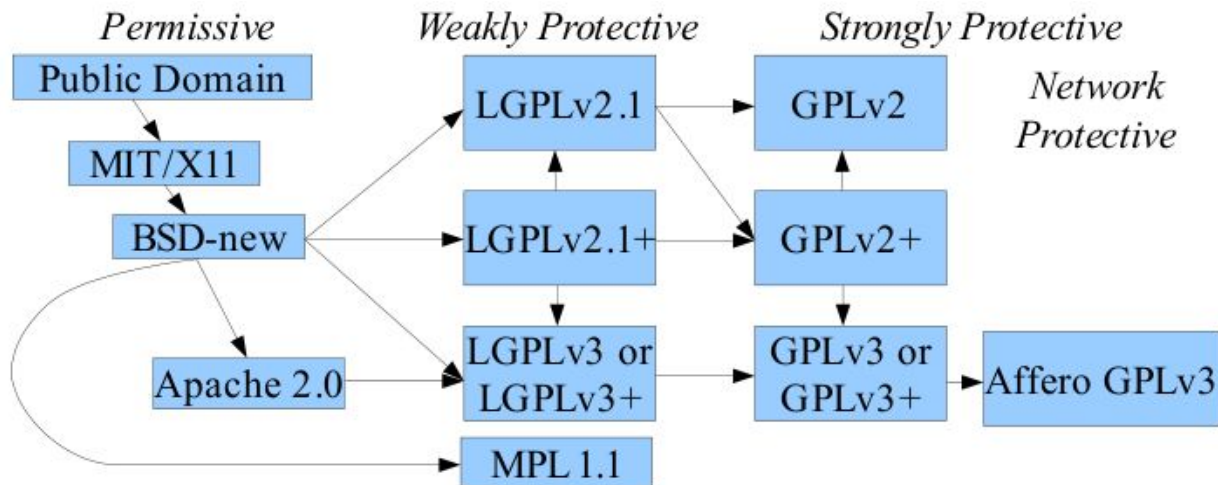 Permissive
Weakly Protective
Strongly Protective
Public Domain
LGPLv2.1
GPLv2
Network
Protective
MIT/X11
BSD-new
LGPLv2.1+
GPLv2+
Apache 2.0
LGPLv3 or
LGPLv3+
GPLv3 or
GPLv3+
Affero GPLv3
MPL 1.1